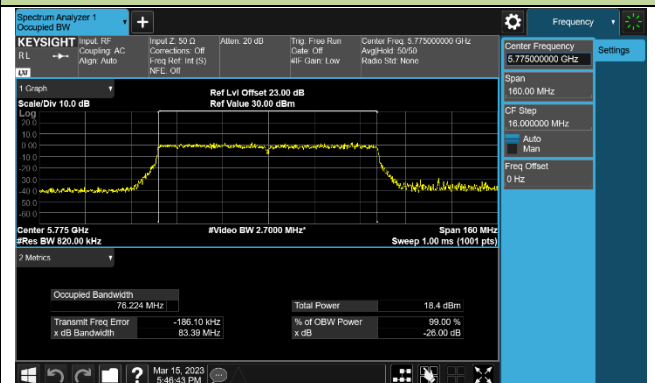 Spectrum Analyzer 1
Occupied BW
Frequency
KEYSIGHT
RL
Input: RF
Coupling: AC
Align: Auto
Input Z: 50 Ω
Corrections: Off
Freq Ref: Int (S)
NFE: Off
Atten: 20 dB
Trig: Free Run
Gate: Off
#IF Gain: Low
Center Freq: 5.775000000 GHz
Avg|Hold: 50/50
Radio Std: None
Center Frequency
5.775000000 GHz
Settings
Span
160.00 MHz
CF Step
16.000000 MHz
Auto
Man
Freq Offset
0 Hz
1 Graph
Scale/Div 10.0 dB
Ref Lvl Offset 23.00 dB
Ref Value 30.00 dBm
Log
20.0
10.0
0.00
-10.0
-20.0
-30.0
-40.0
-50.0
-60.0
Center 5.775 GHz
#Video BW 2.7000 MHz*
Span 160 MHz
#Res BW 820.00 kHz
Sweep 1.00 ms (1001 pts)
2 Metrics
Occupied Bandwidth
76.224 MHz
Total Power
18.4 dBm
Transmit Freq Error
-186.10 kHz
% of OBW Power
99.00 %
x dB Bandwidth
83.39 MHz
x dB
-26.00 dB
Mar 15, 2023
5:46:43 PM